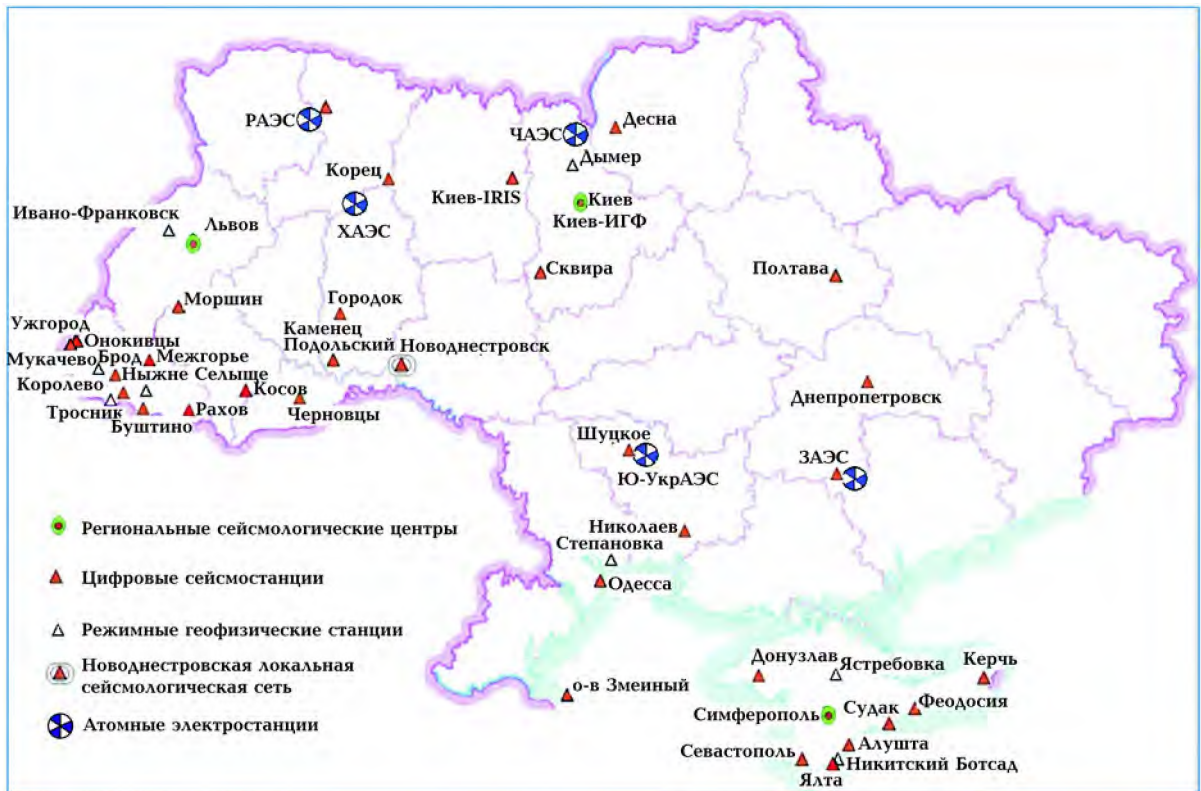 РАЭС
ЧАЭС
Десна
Дымер
Корец
Киев-IRIS
Киев
Киев-ИГФ
Ивано-Франковск
Львов
ХАЭС
Сквира
Полтава
Моршин
Городок
Каменец
Подольский
Новоднестровск
Ужгород
Оноковцы
Мукачево
Брод
Межгорье
Королево
Ныжне Селыще
Косов
Тросник
Буштино
Рахов
Черновцы
Днепропетровск
Шуцкое
Ю-УкрАЭС
ЗАЭС
Николаев
Степановка
Одесса
Региональные сейсмологические центры
Цифровые сейсмостанции
Режимные геофизические станции
Новоднестровская локальная
сейсмологическая сеть
Атомные электростанции
о-в Змеиный
Донузлав
Ястребовка
Керчь
Симферополь
Судак
Феодосия
Севастополь
Алушта
Никитский Ботсад
Ялта